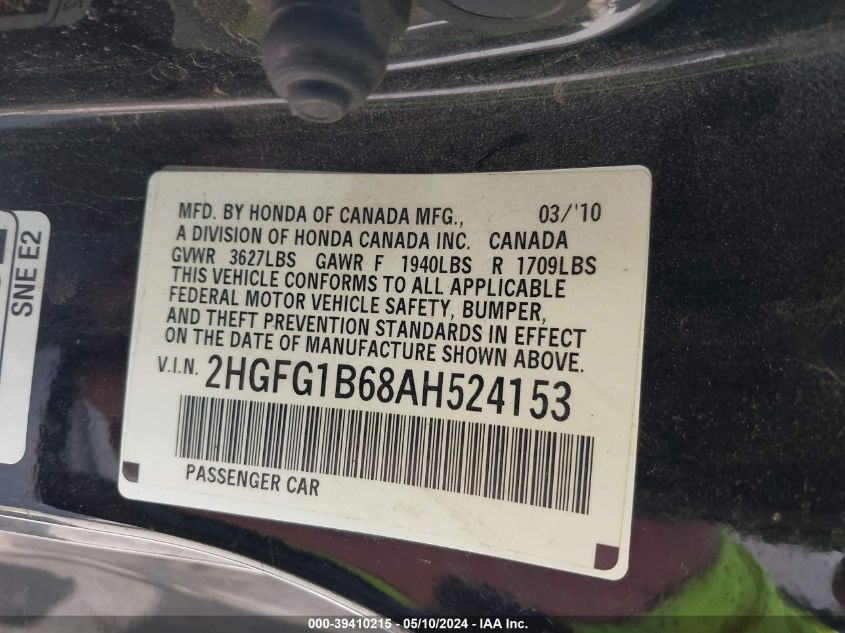 MFD. BY HONDA OF CANADA MFG., 03/'10
A DIVISION OF HONDA CANADA INC. CANADA
GVWR 3627LBS GAWR F 1940LBS R 1709LBS
THIS VEHICLE CONFORMS TO ALL APPLICABLE
FEDERAL MOTOR VEHICLE SAFETY, BUMPER,
AND THEFT PREVENTION STANDARDS IN EFFECT
ON THE DATE OF MANUFACTURE SHOWN ABOVE.
V.I.N. 2HGFG1B68AH524153
PASSENGER CAR
SNE E2
000-39410215 - 05/10/2024 - IAA Inc.